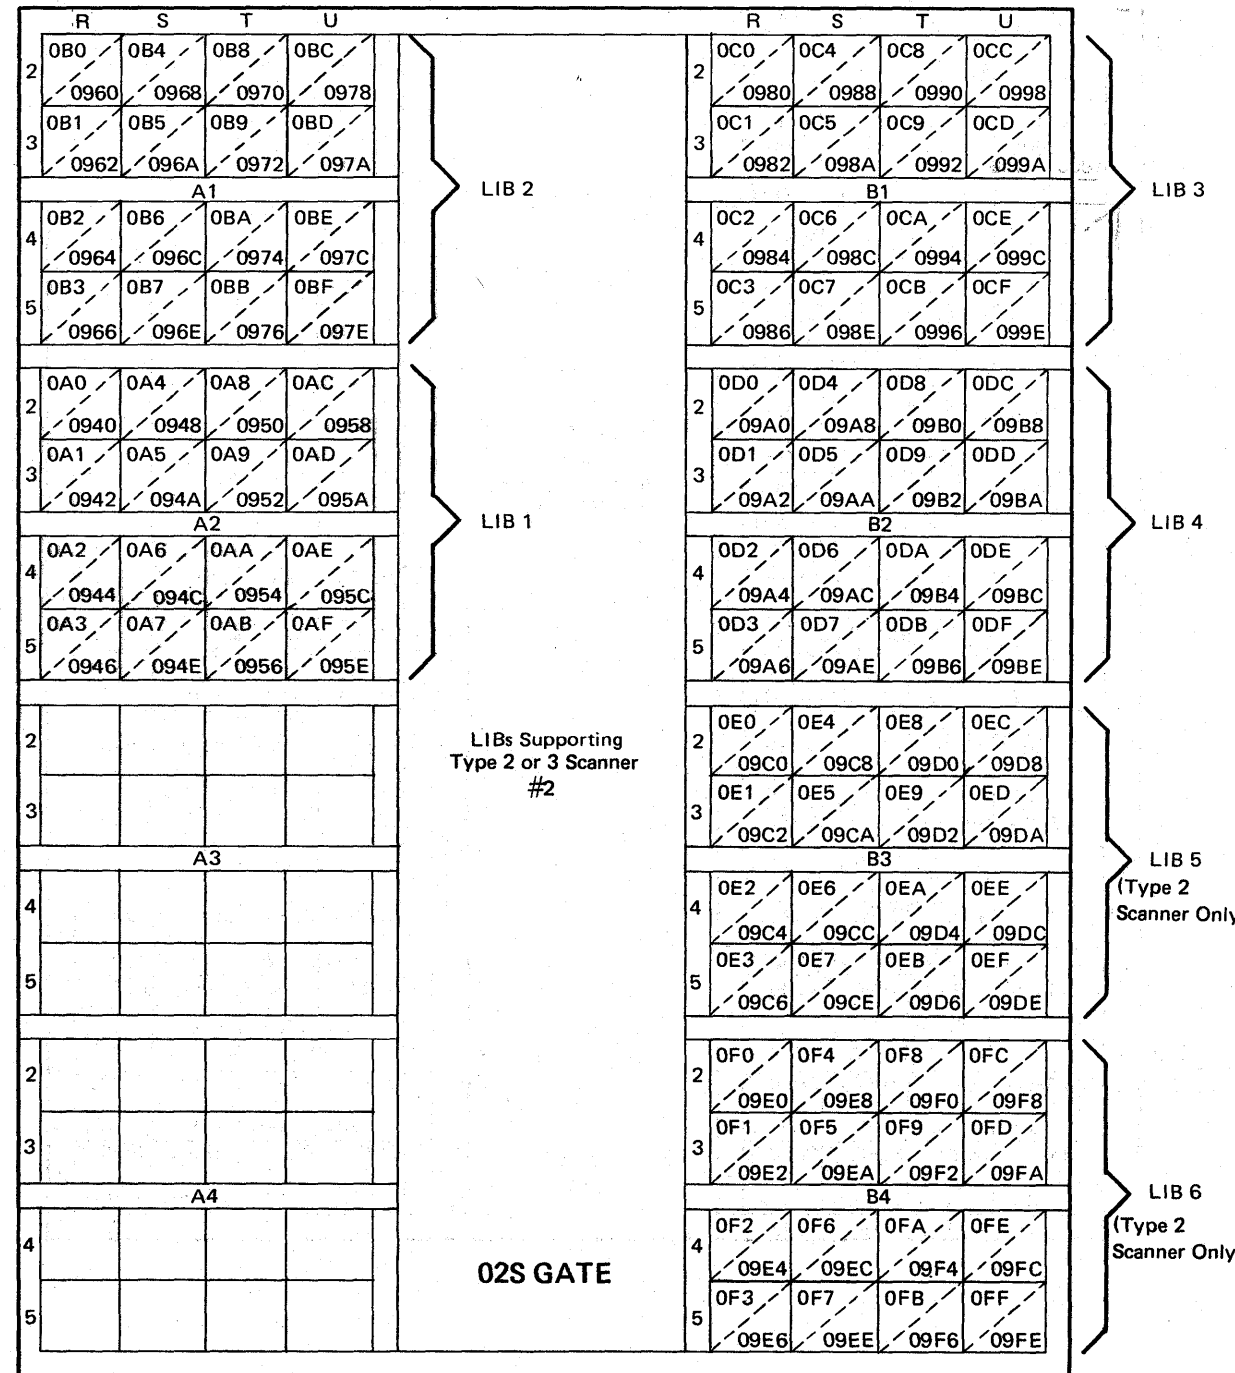 R S T U R S T U
2 0B0 0B4 0B8 0BC 2 0C0 0C4 0C8 0CC
0960 0968 0970 0978 0980 0988 0990 0998
3 0B1 0B5 0B9 0BD 3 0C1 0C5 0C9 0CD
0962 096A 0972 097A 0982 098A 0992 099A
A1 LIB 2 B1 LIB 3
4 0B2 0B6 0BA 0BE 4 0C2 0C6 0CA 0CE
0964 096C 0974 097C 0984 098C 0994 099C
5 0B3 0B7 0BB 0BF 5 0C3 0C7 0CB 0CF
0966 096E 0976 097E 0986 098E 0996 099E
2 0A0 0A4 0A8 0AC 2 0D0 0D4 0D8 0DC
0940 0948 0950 0958 09A0 09A8 09B0 09B8
3 0A1 0A5 0A9 0AD 3 0D1 0D5 0D9 0DD
0942 094A 0952 095A 09A2 09AA 09B2 09BA
A2 LIB 1 B2 LIB 4
4 0A2 0A6 0AA 0AE 4 0D2 0D6 0DA 0DE
0944 094C 0954 095C 09A4 09AC 09B4 09BC
5 0A3 0A7 0AB 0AF 5 0D3 0D7 0DB 0DF
0946 094E 0956 095E 09A6 09AE 09B6 09BE
2 LIBs Supporting 2 0E0 0E4 0E8 0EC
Type 2 or 3 Scanner 09C0 09C8 09D0 09D8
#2
3 3 0E1 0E5 0E9 0ED
09C2 09CA 09D2 09DA
A3 B3 LIB 5
(Type 2
Scanner Only
4 4 0E2 0E6 0EA 0EE
09C4 09CC 09D4 09DC
5 5 0E3 0E7 0EB 0EF
09C6 09CE 09D6 09DE
2 2 0F0 0F4 0F8 0FC
09E0 09E8 09F0 09F8
3 3 0F1 0F5 0F9 0FD
09E2 09EA 09F2 09FA
A4 B4 LIB 6
(Type 2
Scanner Only
4 4 0F2 0F6 0FA 0FE
02S GATE 09E4 09EC 09F4 09FC
5 5 0F3 0F7 0FB 0FF
09E6 09EE 09F6 09FE